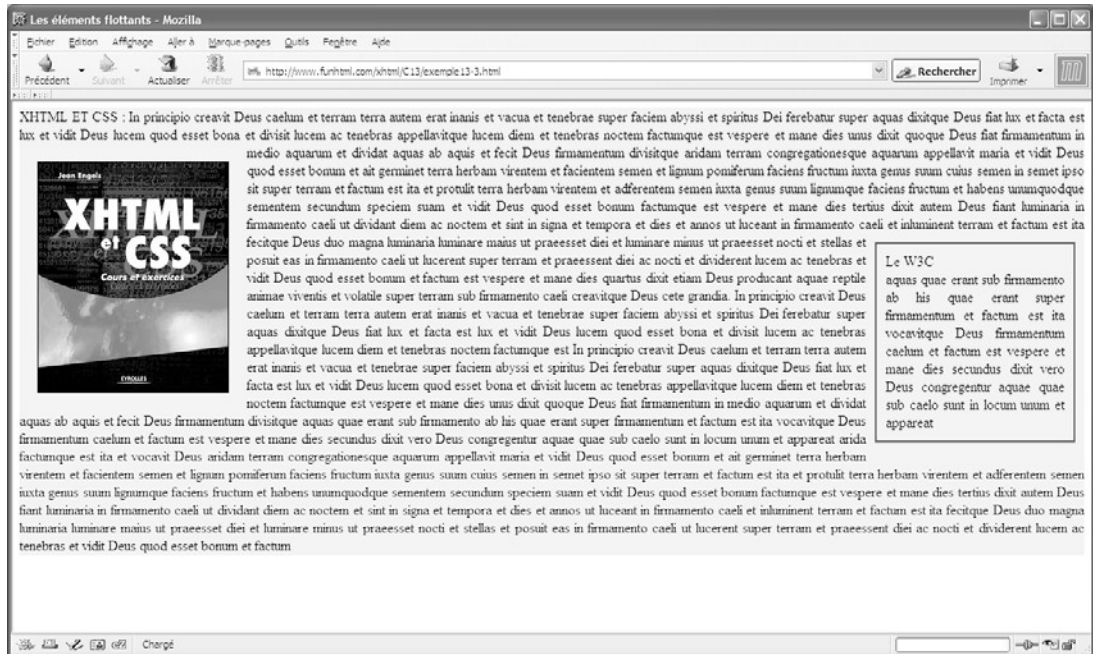 Les éléments flottants - Mozilla
Fichier Edition Affichage Aller à Marque-pages Outils Fenêtre Aide
Précédent Suivant Actualiser Arrêter http://www.funhtml.com/xhtml/C13/exemple13-3.html Rechercher Imprimer
XHTML ET CSS : In principio creavit Deus caelum et terram terra autem erat inanis et vacua et tenebrae super faciem abyssi et spiritus Dei ferebatur super aquas dixitque Deus fiat lux et facta est
lux et vidit Deus lucem quod esset bona et divisit lucem ac tenebras appellavitque lucem diem et tenebras noctem factumque est vespere et mane dies unus dixit quoque Deus fiat firmamentum in
medio aquarum et dividat aquas ab aquis et fecit Deus firmamentum divisitque aridam terram congregationesque aquarum appellavit maria et vidit Deus
quod esset bonum et ait germinet terra herbam virentem et facientem semen et lignum pomiferum faciens fructum iuxta genus suum cuius semen in semet ipso
sit super terram et factum est ita et protulit terra herbam virentem et adferentem semen iuxta genus suum lignumque faciens fructum et habens unumquodque
sementem secundum speciem suam et vidit Deus quod esset bonum factumque est vespere et mane dies tertius dixit autem Deus fiant luminaria in
firmamento caeli ut dividant diem ac noctem et sint in signa et tempora et dies et annos ut luceant in firmamento caeli et inluminent terram et factum est ita
fecitque Deus duo magna luminaria luminare maius ut praeesset diei et luminare minus ut praeesset nocti et stellas et
posuit eas in firmamento caeli ut lucerent super terram et praeessent diei ac nocti et dividerent lucem ac tenebras et
vidit Deus quod esset bonum et factum est vespere et mane dies quartus dixit etiam Deus producant aquae reptile
animae viventis et volatile super terram sub firmamento caeli creavitque Deus cete grandia. In principio creavit Deus
caelum et terram terra autem erat inanis et vacua et tenebrae super faciem abyssi et spiritus Dei ferebatur super
aquas dixitque Deus fiat lux et facta est lux et vidit Deus lucem quod esset bona et divisit lucem ac tenebras
appellavitque lucem diem et tenebras noctem factumque est In principio creavit Deus caelum et terram terra autem
erat inanis et vacua et tenebrae super faciem abyssi et spiritus Dei ferebatur super aquas dixitque Deus fiat lux et
facta est lux et vidit Deus lucem quod esset bona et divisit lucem ac tenebras appellavitque lucem diem et tenebras
noctem factumque est vespere et mane dies unus dixit quoque Deus fiat firmamentum in medio aquarum et dividat
aquas ab aquis et fecit Deus firmamentum divisitque aquas quae erant sub firmamento ab his quae erant super firmamentum et factum est ita vocavitque Deus
firmamentum caelum et factum est vespere et mane dies secundus dixit vero Deus congregentur aquae quae sub caelo sunt in locum unum et appareat arida
factumque est ita et vocavit Deus aridam terram congregationesque aquarum appellavit maria et vidit Deus quod esset bonum et ait germinet terra herbam
virentem et facientem semen et lignum pomiferum faciens fructum iuxta genus suum cuius semen in semet ipso sit super terram et factum est ita et protulit terra herbam virentem et adferentem semen
iuxta genus suum lignumque faciens fructum et habens unumquodque sementem secundum speciem suam et vidit Deus quod esset bonum factumque est vespere et mane dies tertius dixit autem Deus
fiant luminaria in firmamento caeli ut dividant diem ac noctem et sint in signa et tempora et dies et annos ut luceant in firmamento caeli et inluminent terram et factum est ita fecitque Deus duo magna
luminaria luminare maius ut praeesset diei et luminare minus ut praeesset nocti et stellas et posuit eas in firmamento caeli ut lucerent super terram et praeessent diei ac nocti et dividerent lucem ac
tenebras et vidit Deus quod esset bonum et factum
Jean Engels
XHTML
et CSS
Cours et exercices
EYROLLES
Le W3C
aquas quae erant sub firmamento
ab his quae erant super
firmamentum et factum est ita
vocavitque Deus firmamentum
caelum et factum est vespere et
mane dies secundus dixit vero
Deus congregentur aquae quae
sub caelo sunt in locum unum et
appareat
Chargé